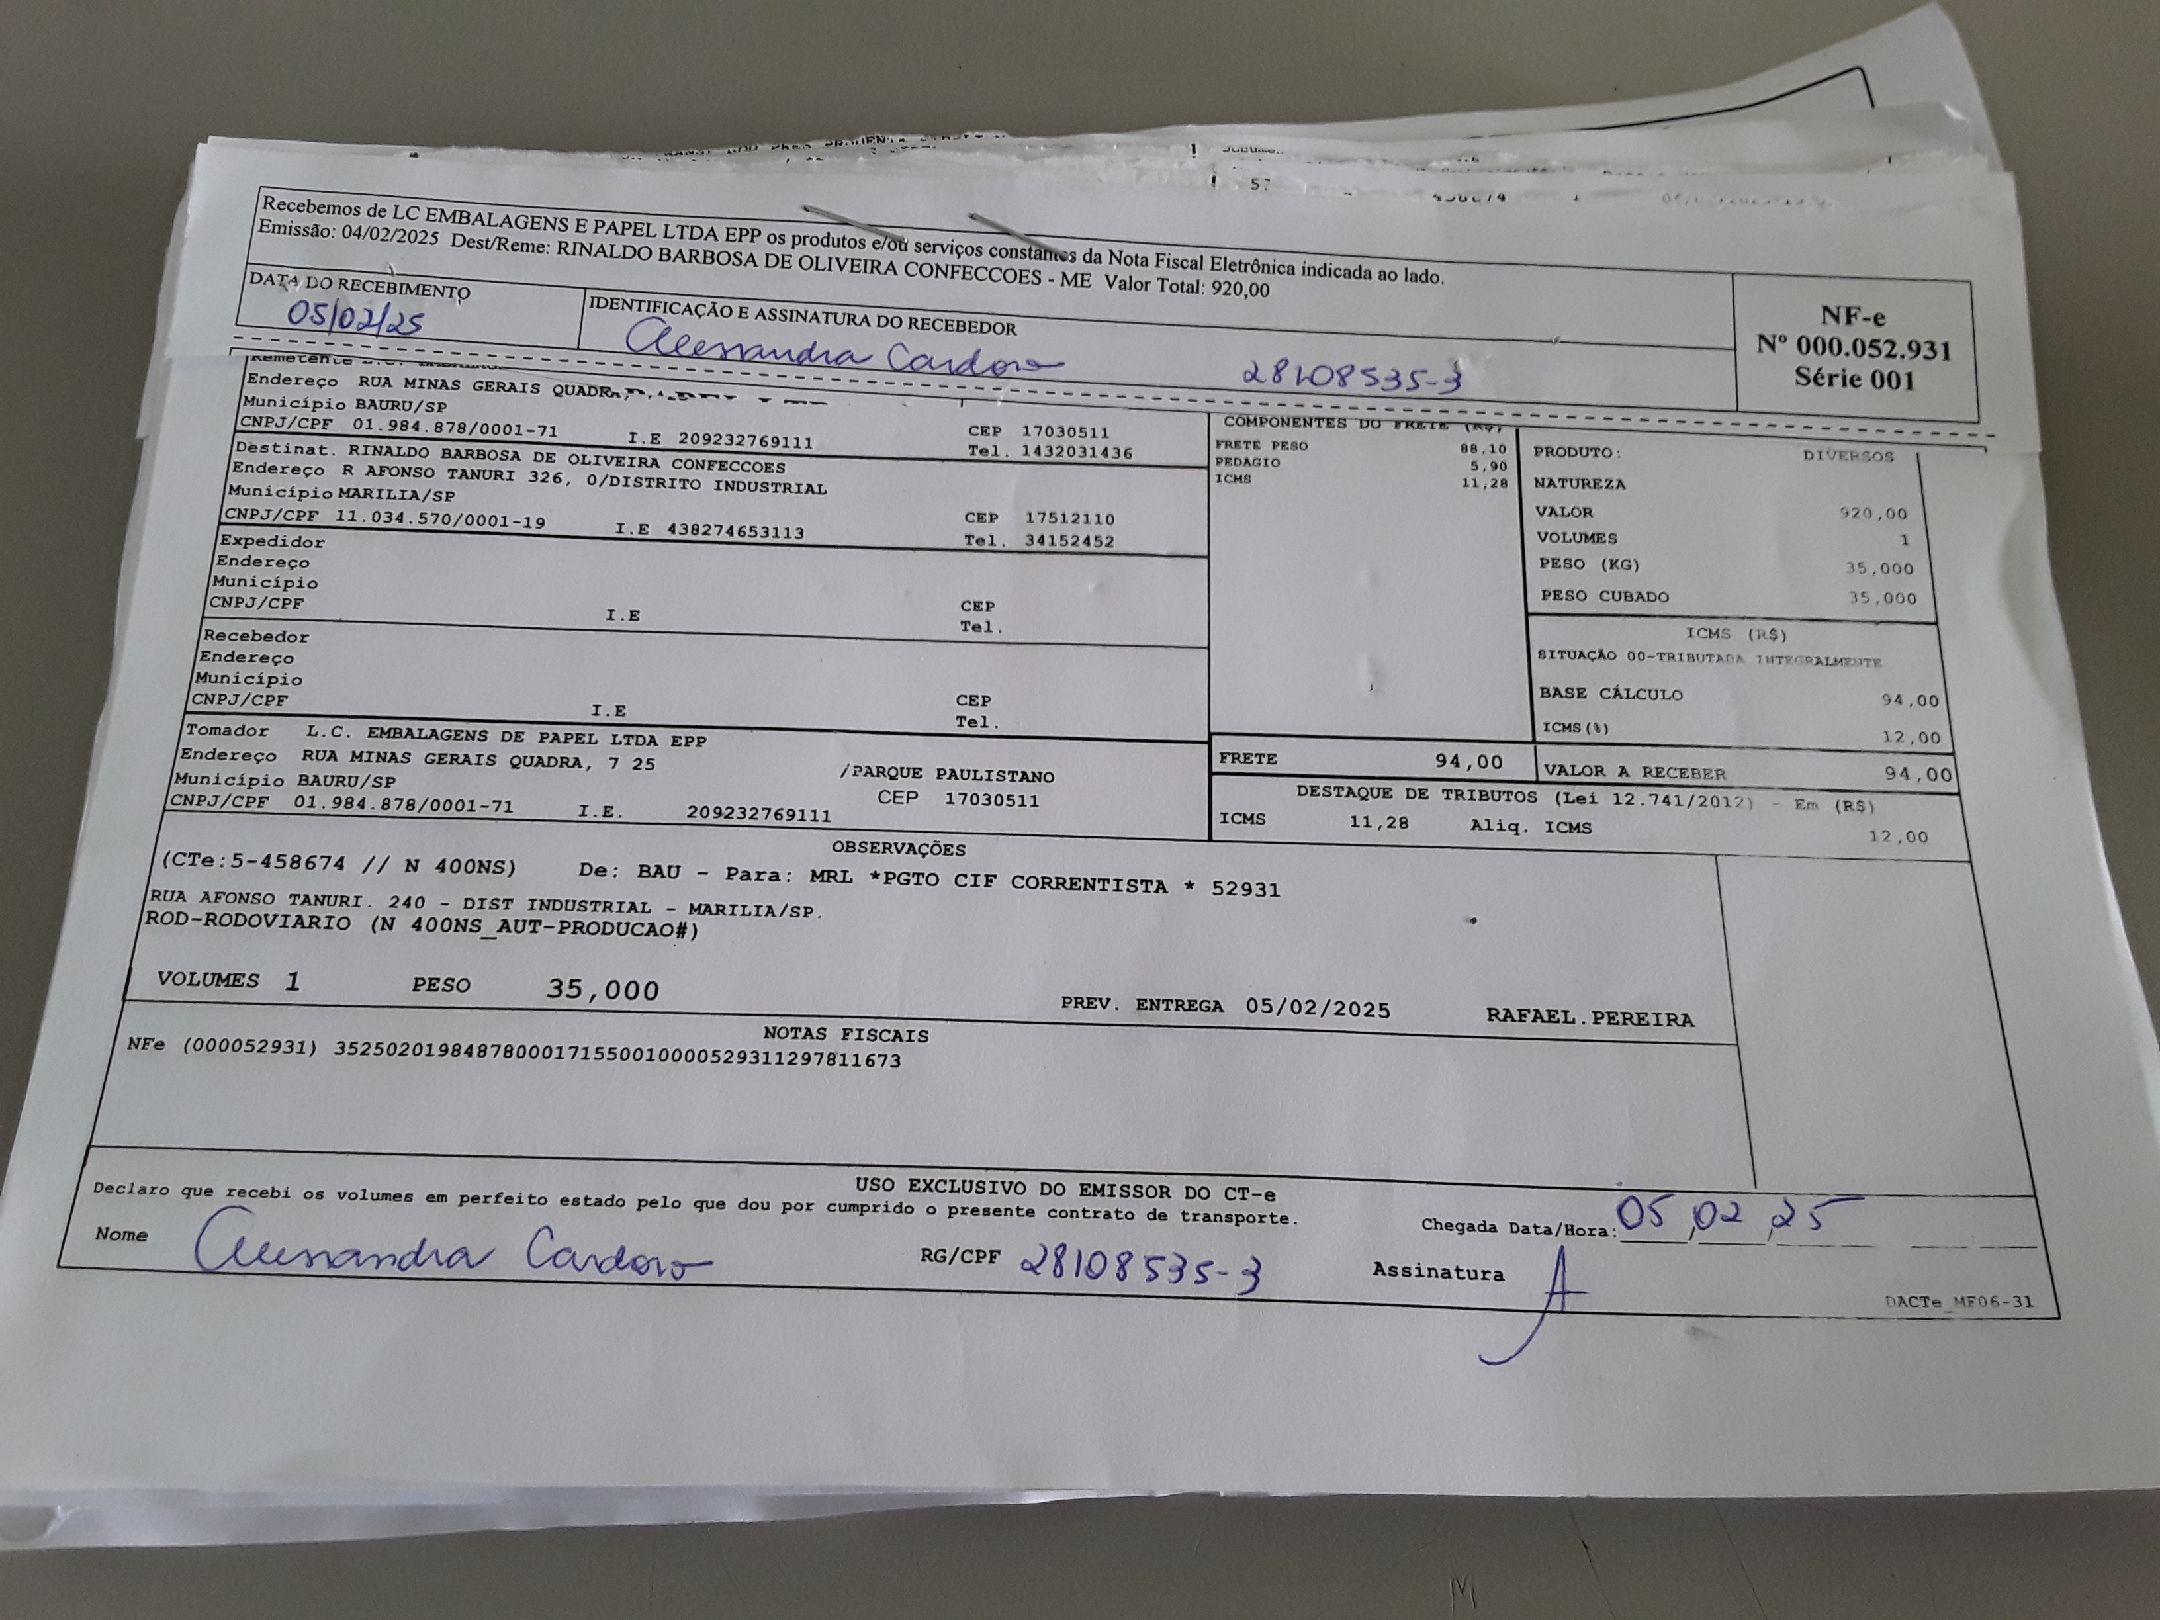 57
Recebemos de LC EMBALAGENS E PAPEL LTDA EPP os produtos e/ou serviços constantes da Nota Fiscal Eletrônica indicada ao lado.
Emissão: 04/02/2025 Dest/Reme: RINALDO BARBOSA DE OLIVEIRA CONFECCOES - ME Valor Total: 920,00
DATA DO RECEBIMENTO
05/02/25
IDENTIFICAÇÃO E ASSINATURA DO RECEBEDOR
Alessandra Cardoso 28108535-3
NF-e
Nº 000.052.931
Série 001
Remetente
Endereço RUA MINAS GERAIS QUADRA,
Município BAURU/SP
CNPJ/CPF 01.984.878/0001-71 I.E 209232769111
CEP 17030511
Tel. 1432031436
Destinat. RINALDO BARBOSA DE OLIVEIRA CONFECCOES
Endereço R AFONSO TANURI 326, 0/DISTRITO INDUSTRIAL
Município MARILIA/SP
CNPJ/CPF 11.034.570/0001-19 I.E 438274653113
CEP 17512110
Tel. 34152452
Expedidor
Endereço
Município
CNPJ/CPF I.E
CEP
Tel.
Recebedor
Endereço
Município
CNPJ/CPF I.E
CEP
Tel.
Tomador L.C. EMBALAGENS DE PAPEL LTDA EPP
Endereço RUA MINAS GERAIS QUADRA, 7 25 /PARQUE PAULISTANO
Município BAURU/SP CEP 17030511
CNPJ/CPF 01.984.878/0001-71 I.E. 209232769111
COMPONENTES DO FRETE (R$)
FRETE PESO 88,10
PEDAGIO 5,90
ICMS 11,28
PRODUTO: DIVERSOS
NATUREZA
VALOR 920,00
VOLUMES 1
PESO (KG) 35,000
PESO CUBADO 35,000
ICMS (R$)
SITUAÇÃO 00-TRIBUTADA INTEGRALMENTE
BASE CÁLCULO 94,00
ICMS(%) 12,00
FRETE 94,00
VALOR A RECEBER 94,00
DESTAQUE DE TRIBUTOS (Lei 12.741/2012) - Em (R$)
ICMS 11,28 Aliq. ICMS 12,00
OBSERVAÇÕES
(CTe:5-458674 // N 400NS) De: BAU - Para: MRL *PGTO CIF CORRENTISTA * 52931
RUA AFONSO TANURI. 240 - DIST INDUSTRIAL - MARILIA/SP.
ROD-RODOVIARIO (N 400NS_AUT-PRODUCAO#)
VOLUMES 1 PESO 35,000 PREV. ENTREGA 05/02/2025 RAFAEL.PEREIRA
NOTAS FISCAIS
NFe (000052931) 35250201984878000171550010000529311297811673
USO EXCLUSIVO DO EMISSOR DO CT-e
Declaro que recebi os volumes em perfeito estado pelo que dou por cumprido o presente contrato de transporte.
Chegada Data/Hora: 05/02/25
Nome Alessandra Cardoso RG/CPF 28108535-3 Assinatura A
DACTe_MF06-31